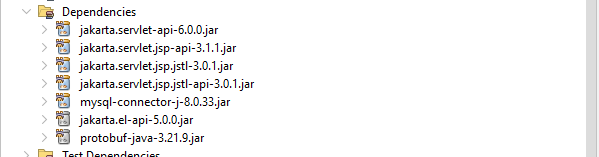 Dependencies
jakarta.servlet-api-6.0.0.jar
jakarta.servlet.jsp-api-3.1.1.jar
jakarta.servlet.jsp.jstl-3.0.1.jar
jakarta.servlet.jsp.jstl-api-3.0.1.jar
mysql-connector-j-8.0.33.jar
jakarta.el-api-5.0.0.jar
protobuf-java-3.21.9.jar
Test Dependencies